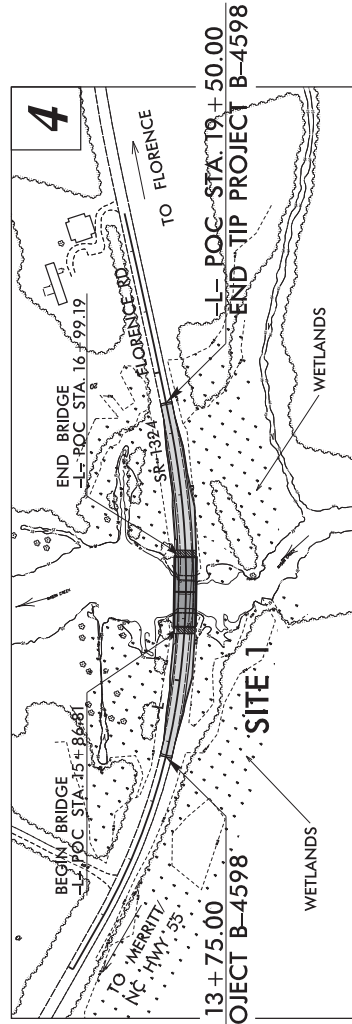 4
TO FLORENCE
-L- POC STA. 19 + 50.00
END TIP PROJECT B-4598
END BRIDGE
-L- POC STA. 16 + 99.19
FLORENCE RD.
SR-1324
WETLANDS
SITE 1
BEGIN BRIDGE
-L- POC STA. 15 + 86.81
TO MERRITT/
NC HWY 55
13 + 75.00
OJECT B-4598
WETLANDS